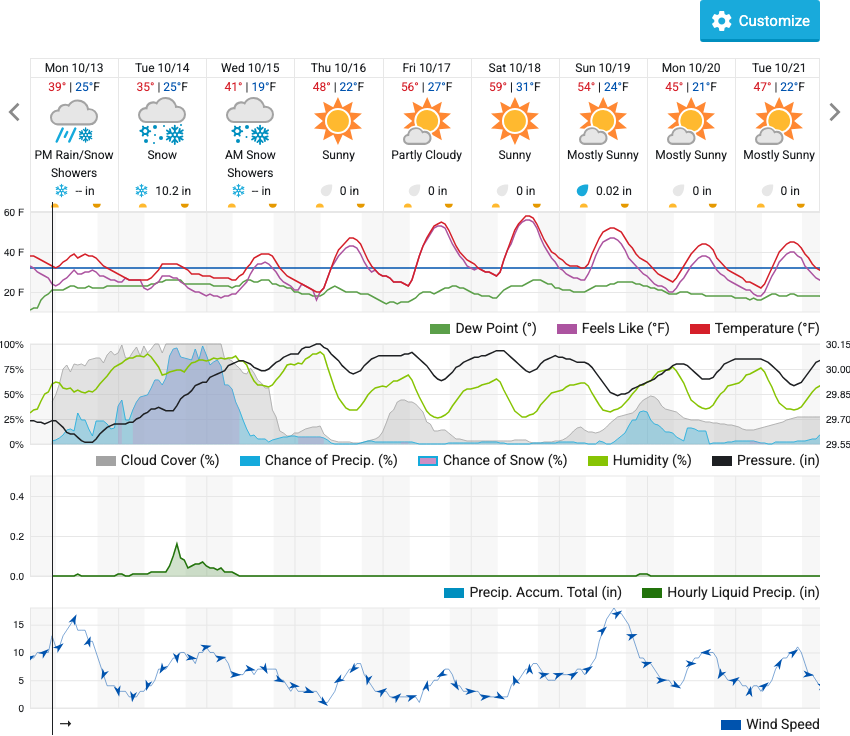 Customize
Mon 10/13 Tue 10/14 Wed 10/15 Thu 10/16 Fri 10/17 Sat 10/18 Sun 10/19 Mon 10/20 Tue 10/21
39° | 25°F 35° | 25°F 41° | 19°F 48° | 22°F 56° | 27°F 59° | 31°F 54° | 24°F 45° | 21°F 47° | 22°F
PM Rain/Snow Snow AM Snow Sunny Partly Cloudy Sunny Mostly Sunny Mostly Sunny Mostly Sunny
Showers Showers
-- in 10.2 in -- in 0 in 0 in 0 in 0.02 in 0 in 0 in
60 F
40 F
20 F
Dew Point (°) Feels Like (°F) Temperature (°F)
100% 30.15
75% 30.00
50% 29.85
25% 29.70
0% 29.55
Cloud Cover (%) Chance of Precip. (%) Chance of Snow (%) Humidity (%) Pressure. (in)
0.4
0.2
0.0
Precip. Accum. Total (in) Hourly Liquid Precip. (in)
15
10
5
0
→
Wind Speed